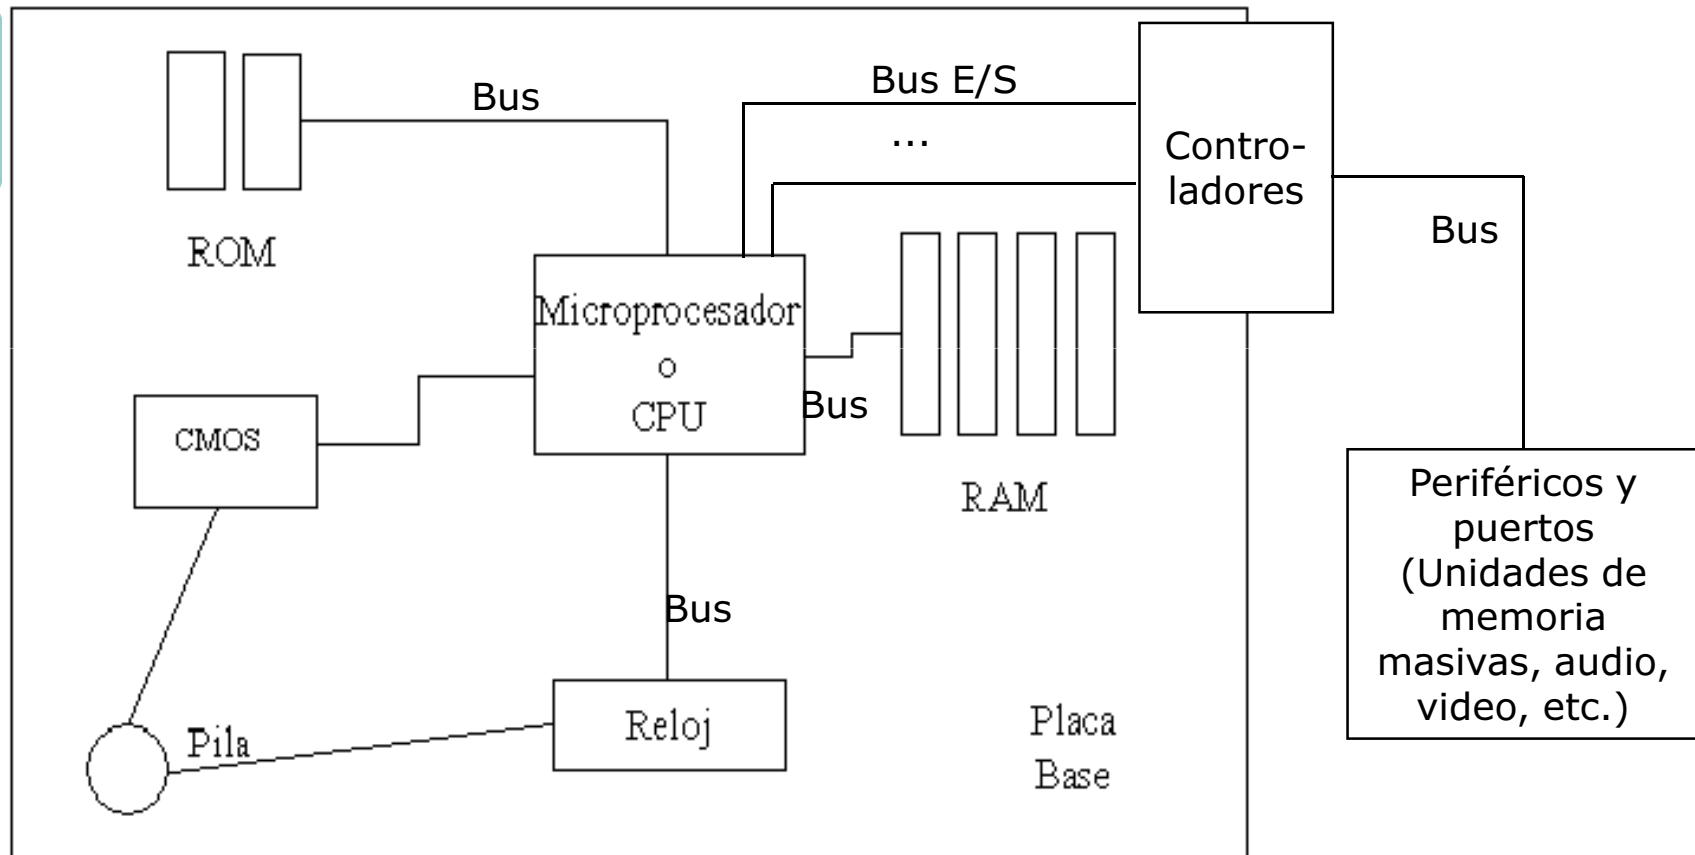 Bus
Bus E/S
...
Contro-
ladores
ROM
Bus
Microprocesador
o
CPU
Bus
CMOS
RAM
Periféricos y
puertos
(Unidades de
memoria
masivas, audio,
video, etc.)
Bus
Pila
Reloj
Placa
Base